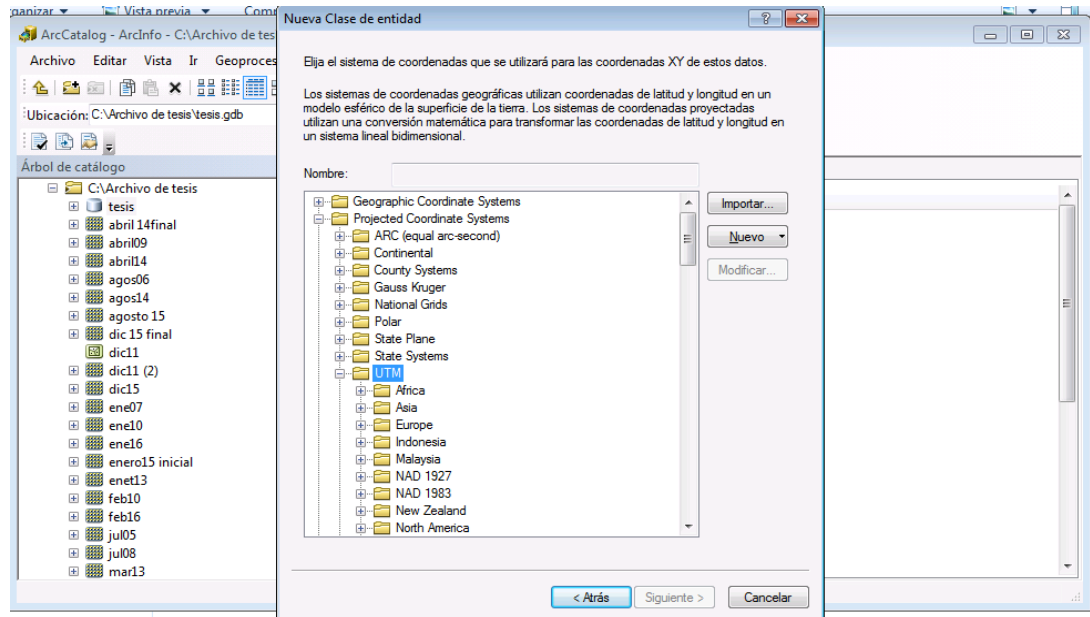 ganizar Vista previa
ArcCatalog - ArcInfo - C:\Archivo de tes
Archivo Editar Vista Ir Geoproces
Ubicación: C:\Archivo de tesis\tesis.gdb
Árbol de catálogo
C:\Archivo de tesis
tesis
abril 14final
abril09
abril14
agos06
agos14
agosto 15
dic 15 final
dic11
dic11 (2)
dic15
ene07
ene10
ene16
enero15 inicial
enet13
feb10
feb16
jul05
jul08
mar13
Nueva Clase de entidad
Elija el sistema de coordenadas que se utilizará para las coordenadas XY de estos datos.
Los sistemas de coordenadas geográficas utilizan coordenadas de latitud y longitud en un
modelo esférico de la superficie de la tierra. Los sistemas de coordenadas proyectadas
utilizan una conversión matemática para transformar las coordenadas de latitud y longitud en
un sistema lineal bidimensional.
Nombre:
Geographic Coordinate Systems
Projected Coordinate Systems
ARC (equal arc-second)
Continental
County Systems
Gauss Kruger
National Grids
Polar
State Plane
State Systems
UTM
Africa
Asia
Europe
Indonesia
Malaysia
NAD 1927
NAD 1983
New Zealand
North America
Importar...
Nuevo
Modificar...
< Atrás Siguiente > Cancelar